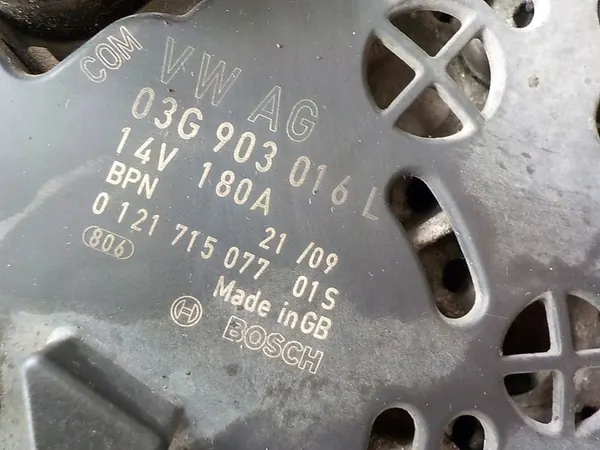 COM VW AG
03G 903 016 L
14V 180A
BPN 21/09
0 121 715 077 01S
806 Made in GB
BOSCH